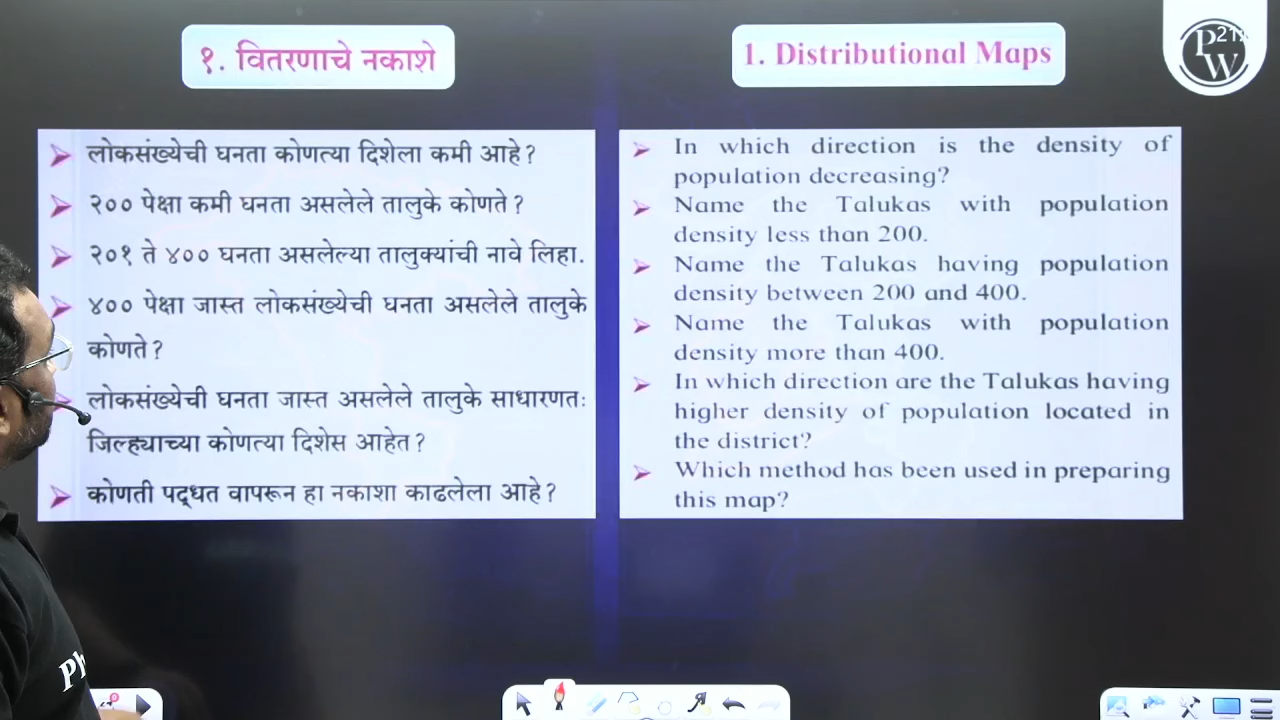 १. वितरणाचे नकाशे
लोकसंख्येची घनता कोणत्या दिशेला कमी आहे?
२०० पेक्षा कमी घनता असलेले तालुके कोणते?
२०१ ते ४०० घनता असलेल्या तालुक्यांची नावे लिहा.
४०० पेक्षा जास्त लोकसंख्येची घनता असलेले तालुके
कोणते?
लोकसंख्येची घनता जास्त असलेले तालुके साधारणतः
जिल्ह्याच्या कोणत्या दिशेस आहेत?
कोणती पद्धत वापरून हा नकाशा काढलेला आहे?
1. Distributional Maps
In which direction is the density of
population decreasing?
Name the Talukas with population
density less than 200.
Name the Talukas having population
density between 200 and 400.
Name the Talukas with population
density more than 400.
In which direction are the Talukas having
higher density of population located in
the district?
Which method has been used in preparing
this map?
PW